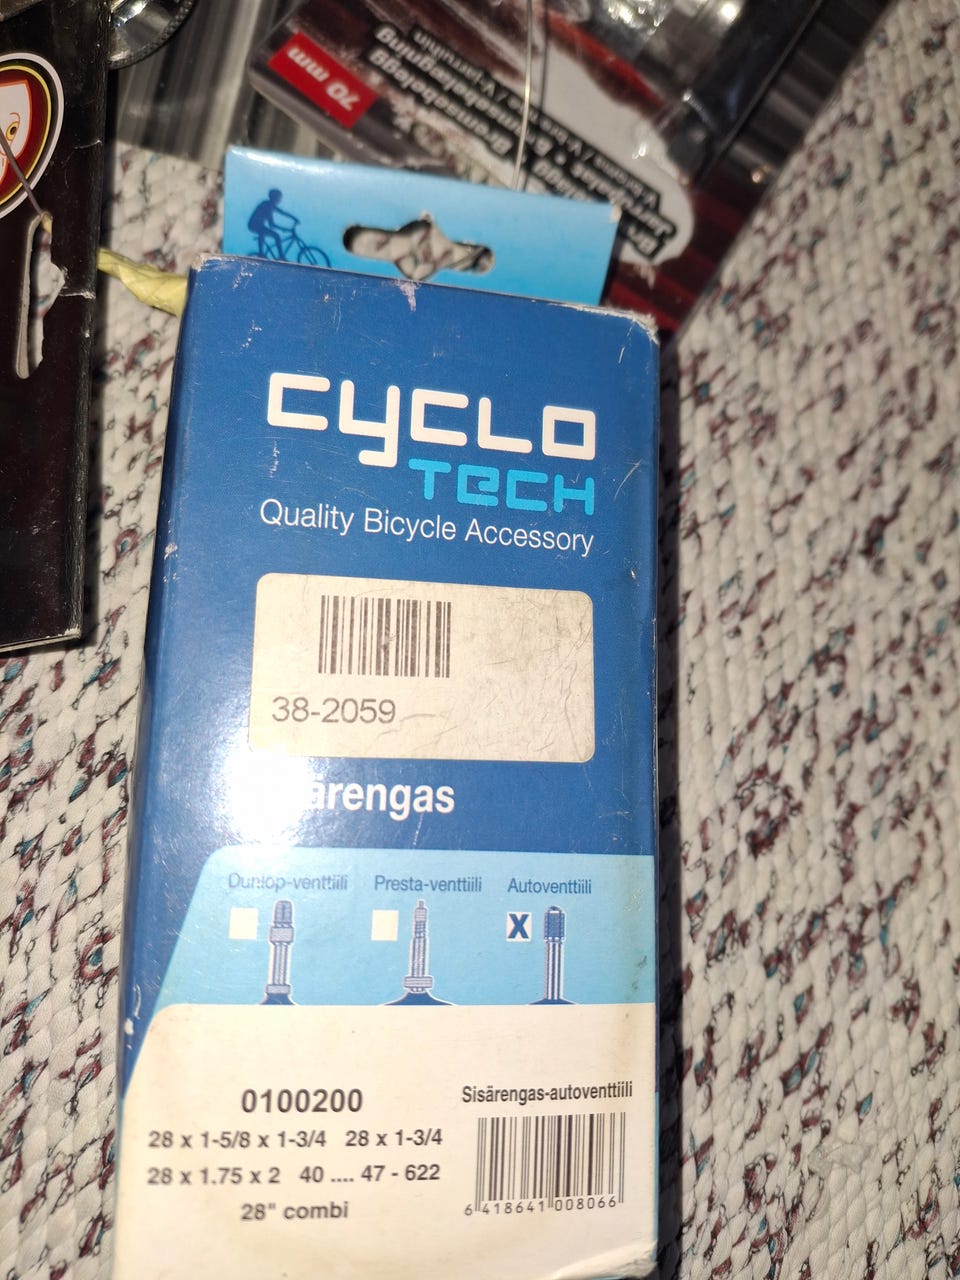 70 mm
Bremsebelegg
CYCLO
TECH
Quality Bicycle Accessory
38-2059
ärengas
Dunlop-venttiili Presta-venttiili Autoventtiili
X
0100200
28 x 1-5/8 x 1-3/4 28 x 1-3/4
28 x 1.75 x 2 40 .... 47 - 622
28" combi
Sisärengas-autoventtiili
6 418641 008066